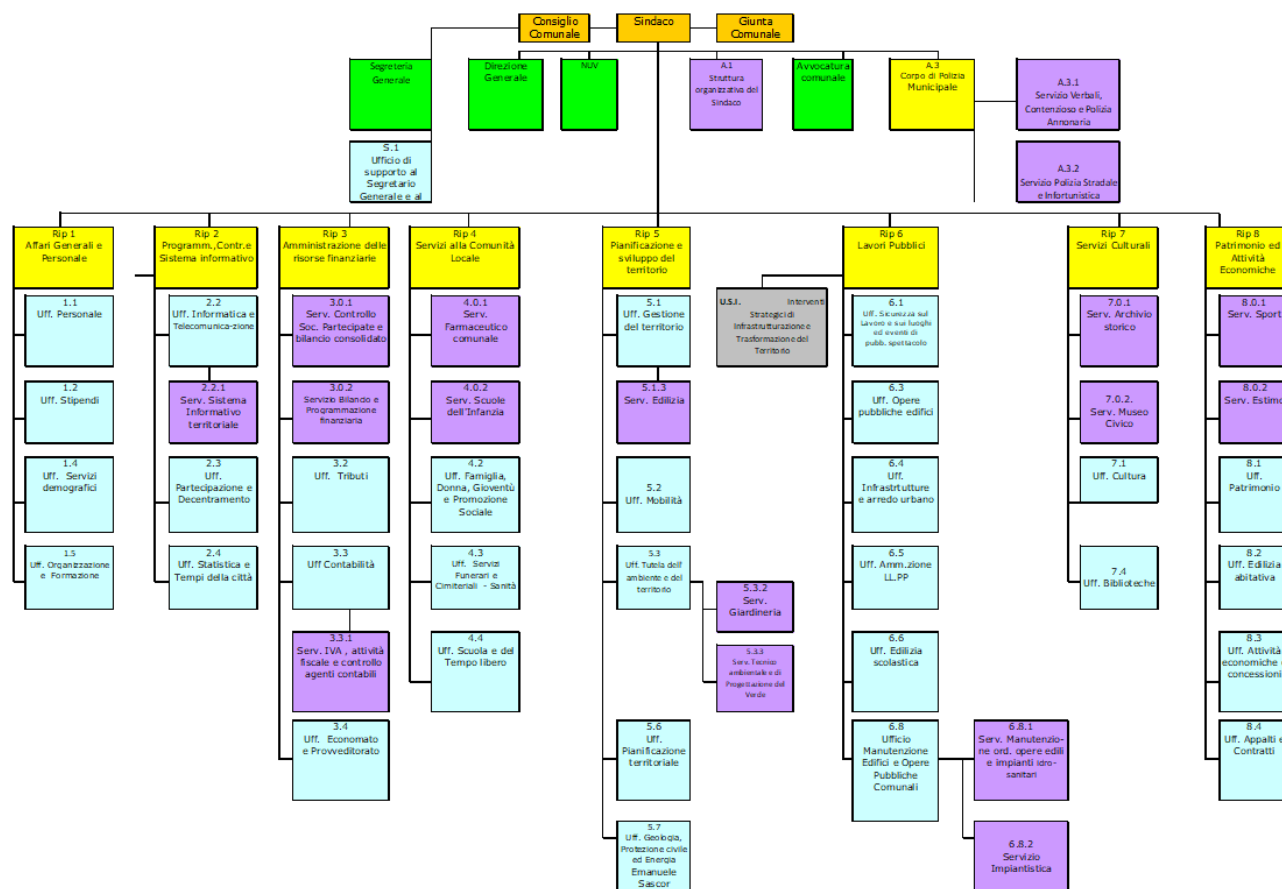 Consiglio
Comunale
Sindaco
Giunta
Comunale
Segreteria
Generale
Direzione
Generale
NUV
A.1
Struttura
organizzativa del
Sindaco
Avvocatura
comunale
A.3
Corpo di Polizia
Municipale
A.3.1
Servizio Verbali,
Contenzioso e Polizia
Annonaria
S.1
Ufficio di
supporto al
Segretario
Generale e al
A.3.2
Servizio Polizia Stradale
e Infortunistica
Rip 1
Affari Generali e
Personale
Rip 2
Programm.,Contr.e
Sistema informativo
Rip 3
Amministrazione delle
risorse finanziarie
Rip 4
Servizi alla Comunità
Locale
Rip 5
Pianificazione e
sviluppo del
territorio
Rip 6
Lavori Pubblici
Rip 7
Servizi Culturali
Rip 8
Patrimonio ed
Attività
Economiche
1.1
Uff. Personale
1.2
Uff. Stipendi
1.4
Uff. Servizi
demografici
1.5
Uff. Organizzazione
e Formazione
2.2
Uff. Informatica e
Telecomunica-zione
2.2.1
Serv. Sistema
Informativo
territoriale
2.3
Uff.
Partecipazione e
Decentramento
2.4
Uff. Statistica e
Tempi della città
3.0.1
Serv. Controllo
Soc. Partecipate e
bilancio consolidato
3.0.2
Servizio Bilancio e
Programmazione
finanziaria
3.2
Uff. Tributi
3.3
Uff Contabilità
3.3.1
Serv. IVA , attività
fiscale e controllo
agenti contabili
3.4
Uff. Economato
e Provveditorato
4.0.1
Serv.
Farmaceutico
comunale
4.0.2
Serv. Scuole
dell'Infanzia
4.2
Uff. Famiglia,
Donna, Gioventù
e Promozione
Sociale
4.3
Uff. Servizi
Funerari e
Cimiteriali - Sanità
4.4
Uff. Scuola e del
Tempo libero
5.1
Uff. Gestione
del territorio
5.1.3
Serv. Edilizia
5.2
Uff. Mobilità
5.3
Uff. Tutela dell'
ambiente e del
territorio
5.3.2
Serv.
Giardineria
5.3.3
Serv. Tecnico
ambientale e di
Progettazione del
Verde
5.6
Uff.
Pianificazione
territoriale
5.7
Uff. Geologia,
Protezione civile
ed Energia
Emanuele
Sascor
U.S.I. Interventi
Strategici di
Infrastrutturazione e
Trasformazione del
Territorio
6.1
Uff. Sicurezza sul
Lavoro e sui luoghi
ed eventi di
pubb. spettacolo
6.3
Uff. Opere
pubbliche edifici
6.4
Uff.
Infrastrtutture
e arredo urbano
6.5
Uff. Amm.zione
LL.PP
6.6
Uff. Edilizia
scolastica
6.8
Ufficio
Manutenzione
Edifici e Opere
Pubbliche
Comunali
6.8.1
Serv. Manutenzio-
ne ord. opere edili
e impianti idro-
sanitari
6.8.2
Servizio
Impiantistica
7.0.1
Serv. Archivio
storico
7.0.2.
Serv. Museo
Civico
7.1
Uff. Cultura
7.4
Uff. Biblioteche
8.0.1
Serv. Sport
8.0.2
Serv. Estimo
8.1
Uff.
Patrimonio
8.2
Uff. Edilizia
abitativa
8.3
Uff. Attività
economiche e
concessioni
8.4
Uff. Appalti e
Contratti